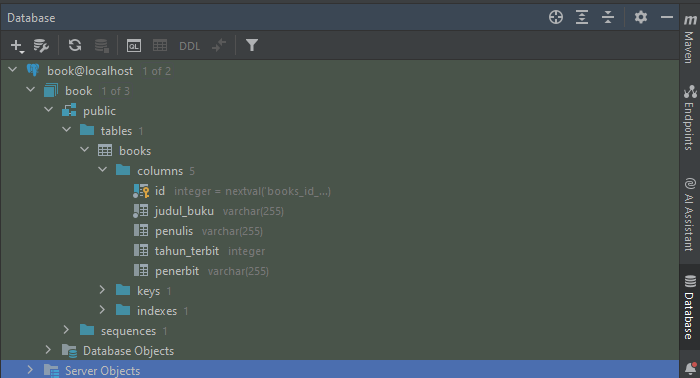 Database
QL DDL
book@localhost 1 of 2
book 1 of 3
public
tables 1
books
columns 5
id integer = nextval('books_id_...)
judul_buku varchar(255)
penulis varchar(255)
tahun_terbit integer
penerbit varchar(255)
keys 1
indexes 1
sequences 1
Database Objects
Server Objects
m
Maven
Endpoints
AI Assistant
Database